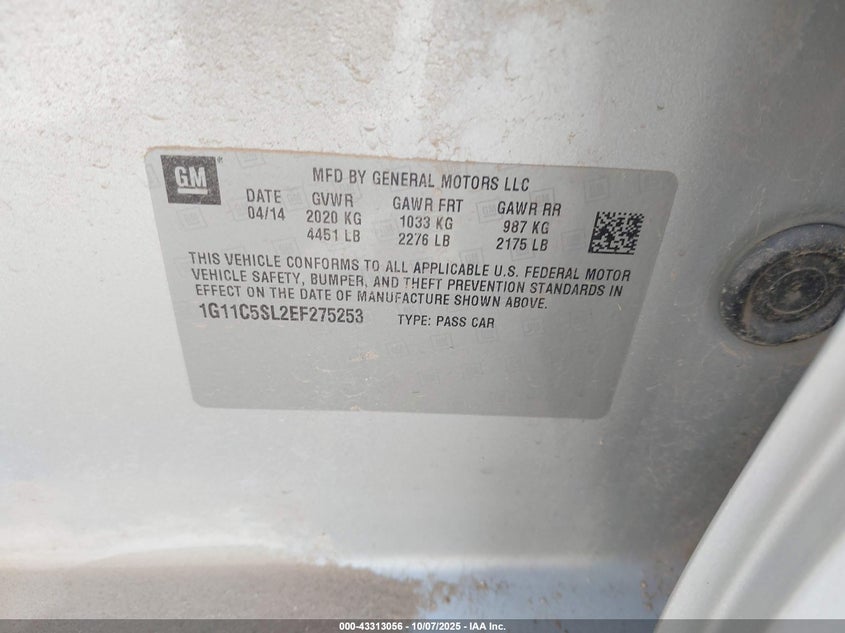 GM
MFD BY GENERAL MOTORS LLC
DATE GVWR GAWR FRT GAWR RR
04/14 2020 KG 1033 KG 987 KG
4451 LB 2276 LB 2175 LB
THIS VEHICLE CONFORMS TO ALL APPLICABLE U.S. FEDERAL MOTOR
VEHICLE SAFETY, BUMPER, AND THEFT PREVENTION STANDARDS IN
EFFECT ON THE DATE OF MANUFACTURE SHOWN ABOVE.
1G11C5SL2EF275253 TYPE: PASS CAR
000-43313056 - 10/07/2025 - IAA Inc.